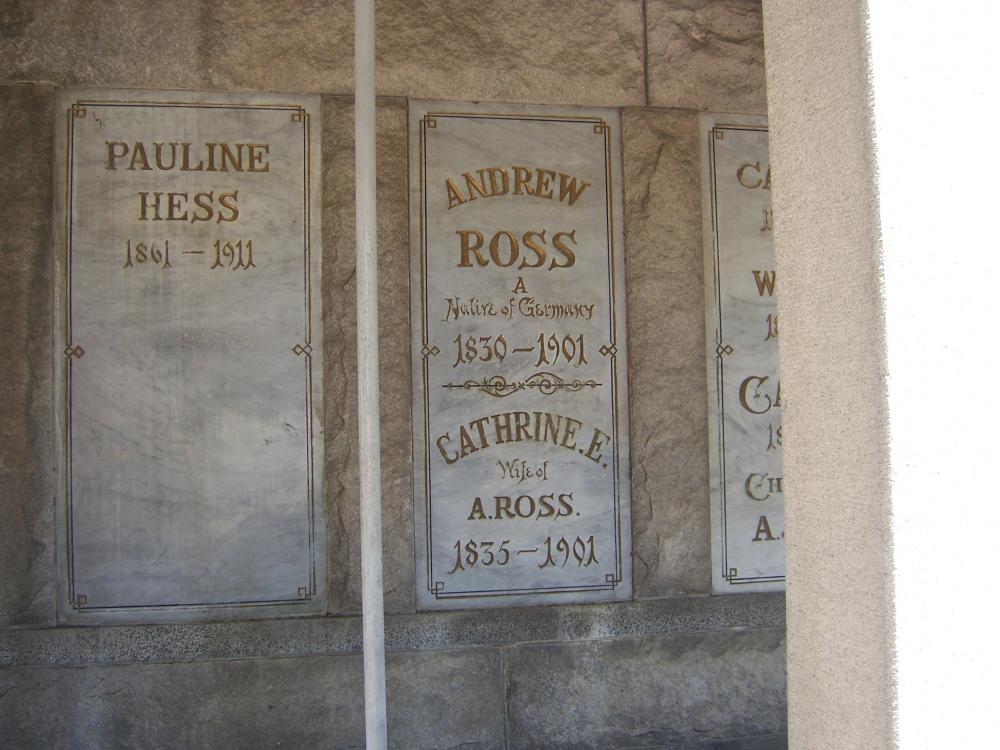 PAULINE
HESS
1861 – 1911
ANDREW
ROSS
A
Native of Germany
1830 – 1901
CATHRINE.E.
Wife of
A.ROSS.
1835 – 1901